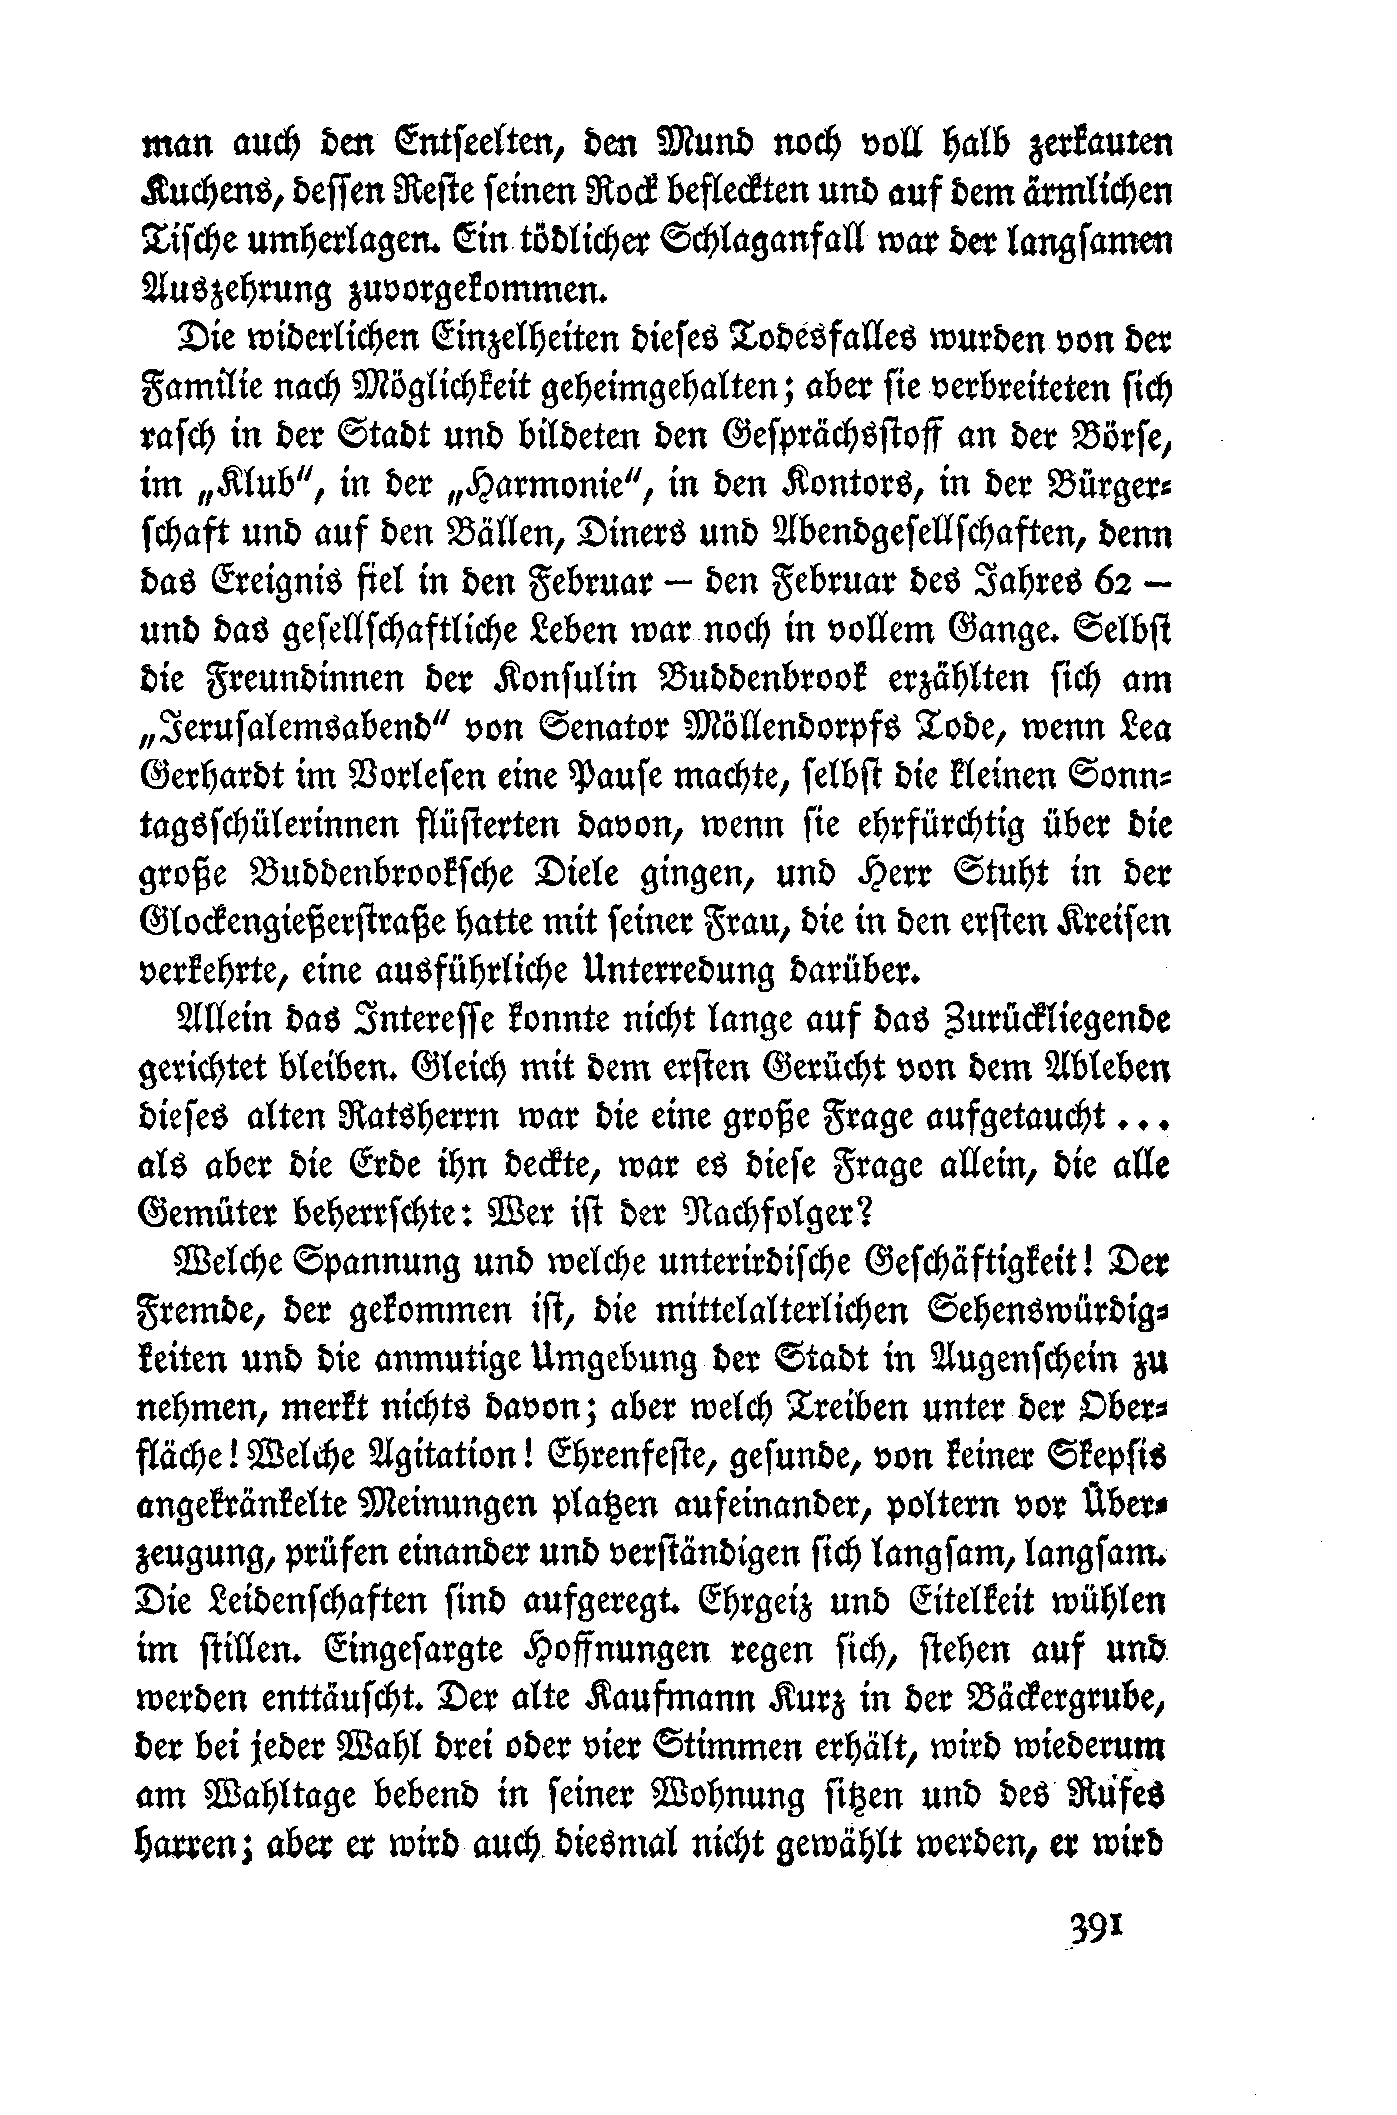 man auch den Entseelten, den Mund noch voll halb zerkauten
Kuchens, dessen Reste seinen Rock befleckten und auf dem ärmlichen
Tische umherlagen. Ein tödlicher Schlaganfall war der langsamen
Auszehrung zuvorgekommen.
Die widerlichen Einzelheiten dieses Todesfalles wurden von der
Familie nach Möglichkeit geheimgehalten; aber sie verbreiteten sich
rasch in der Stadt und bildeten den Gesprächsstoff an der Börse,
im „Klub“, in der „Harmonie“, in den Kontors, in der Bürger-
schaft und auf den Bällen, Diners und Abendgesellschaften, denn
das Ereignis fiel in den Februar — den Februar des Jahres 62 —
und das gesellschaftliche Leben war noch in vollem Gange. Selbst
die Freundinnen der Konsulin Buddenbrook erzählten sich am
„Jerusalemsabend“ von Senator Möllendorpfs Tode, wenn Lea
Gerhardt im Vorlesen eine Pause machte, selbst die kleinen Sonn-
tagsschülerinnen flüsterten davon, wenn sie ehrfürchtig über die
große Buddenbrooksche Diele gingen, und Herr Stuht in der
Glockengießerstraße hatte mit seiner Frau, die in den ersten Kreisen
verkehrte, eine ausführliche Unterredung darüber.
Allein das Interesse konnte nicht lange auf das Zurückliegende
gerichtet bleiben. Gleich mit dem ersten Gerücht von dem Ableben
dieses alten Ratsherrn war die eine große Frage aufgetaucht . . .
als aber die Erde ihn deckte, war es diese Frage allein, die alle
Gemüter beherrschte: Wer ist der Nachfolger?
Welche Spannung und welche unterirdische Geschäftigkeit! Der
Fremde, der gekommen ist, die mittelalterlichen Sehenswürdig-
keiten und die anmutige Umgebung der Stadt in Augenschein zu
nehmen, merkt nichts davon; aber welch Treiben unter der Ober-
fläche! Welche Agitation! Ehrenfeste, gesunde, von keiner Skepsis
angekränkelte Meinungen platzen aufeinander, poltern vor Über-
zeugung, prüfen einander und verständigen sich langsam, langsam.
Die Leidenschaften sind aufgeregt. Ehrgeiz und Eitelkeit wühlen
im stillen. Eingesargte Hoffnungen regen sich, stehen auf und
werden enttäuscht. Der alte Kaufmann Kurz in der Bäckergrube,
der bei jeder Wahl drei oder vier Stimmen erhält, wird wiederum
am Wahltage bebend in seiner Wohnung sitzen und des Rufes
harren; aber er wird auch diesmal nicht gewählt werden, er wird
391